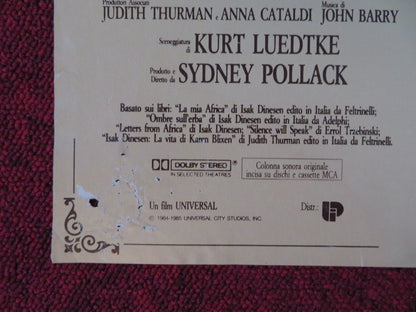 Produttori Associati
JUDITH THURMAN e ANNA CATALDI
Musica di
JOHN BARRY
Sceneggiatura di
KURT LUEDTKE
Prodotto e Diretto da
SYDNEY POLLACK
Basato sui libri: "La mia Africa" di Isak Dinesen edito in Italia da Feltrinelli;
"Ombre sull'erba" di Isak Dinesen edito in Italia da Adelphi;
"Letters from Africa" di Isak Dinesen; "Silence will Speak" di Errol Trzebinski;
"Isak Dinesen: La vita di Karen Blixen" di Judith Thurman edito in Italia da Feltrinelli.
DOLBY STEREO ®
IN SELECTED THEATRES
Colonna sonora originale
incisa su dischi e cassette MCA
Un film UNIVERSAL
Distr.:
© 1984-1985 UNIVERSAL CITY STUDIOS, INC.